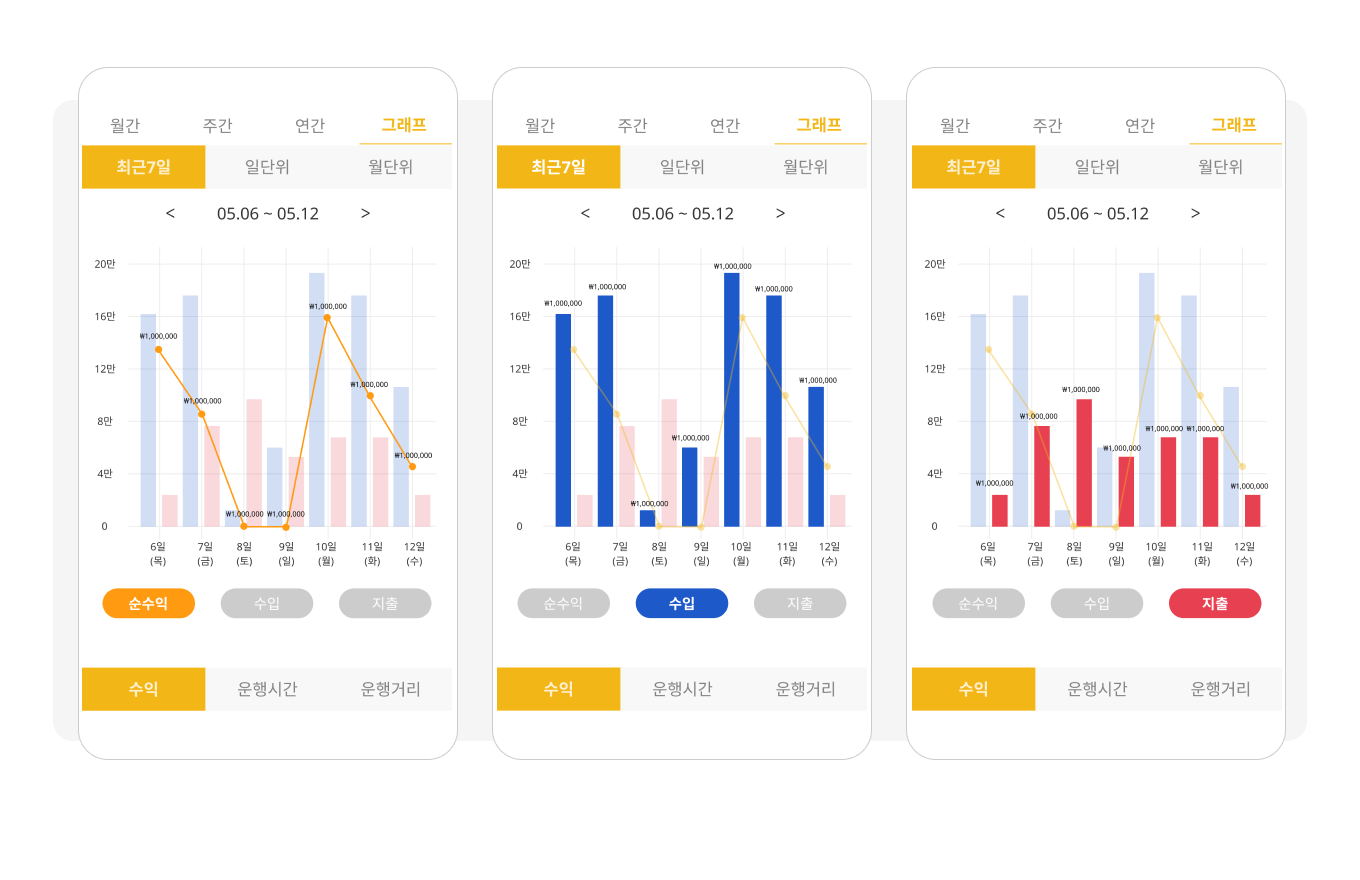 월간 주간 연간 그래프
최근7일 일단위 월단위
< 05.06 ~ 05.12 >
20만
16만
12만
8만
4만
0
₩1,000,000
₩1,000,000
₩1,000,000
₩1,000,000
₩1,000,000
₩1,000,000
₩1,000,000
6일 7일 8일 9일 10일 11일 12일
(목) (금) (토) (일) (월) (화) (수)
순수익 수입 지출
수익 운행시간 운행거리
월간 주간 연간 그래프
최근7일 일단위 월단위
< 05.06 ~ 05.12 >
20만
16만
12만
8만
4만
0
₩1,000,000
₩1,000,000
₩1,000,000
₩1,000,000
₩1,000,000
₩1,000,000
₩1,000,000
6일 7일 8일 9일 10일 11일 12일
(목) (금) (토) (일) (월) (화) (수)
순수익 수입 지출
수익 운행시간 운행거리
월간 주간 연간 그래프
최근7일 일단위 월단위
< 05.06 ~ 05.12 >
20만
16만
12만
8만
4만
0
₩1,000,000
₩1,000,000
₩1,000,000
₩1,000,000
₩1,000,000
₩1,000,000
₩1,000,000
6일 7일 8일 9일 10일 11일 12일
(목) (금) (토) (일) (월) (화) (수)
순수익 수입 지출
수익 운행시간 운행거리